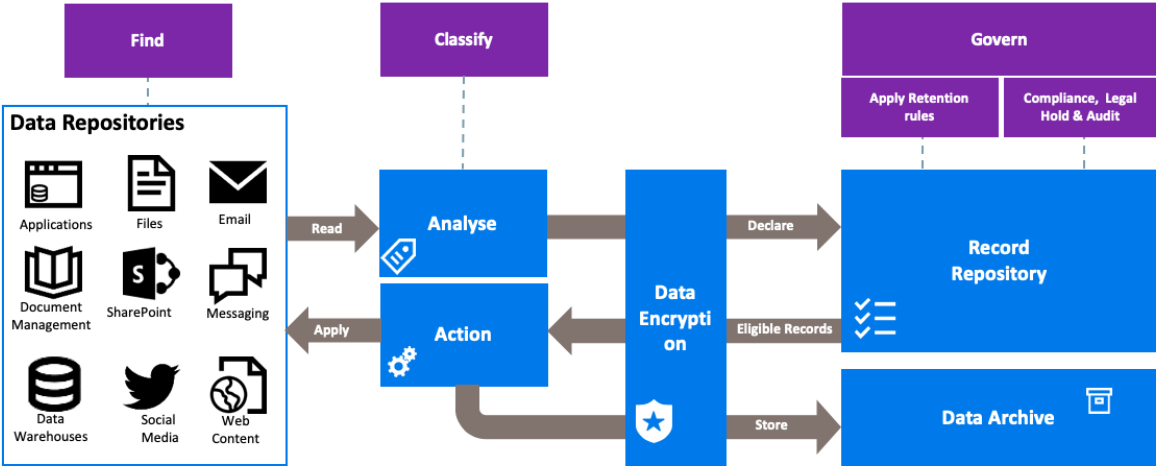 Find
Classify
Govern
Apply Retention
rules
Compliance, Legal
Hold & Audit
Data Repositories
Applications
Files
Email
Document
Management
SharePoint
Messaging
Data
Warehouses
Social
Media
Web
Content
Read
Apply
Analyse
Action
Data
Encrypti
on
Declare
Eligible Records
Store
Record
Repository
Data Archive
S